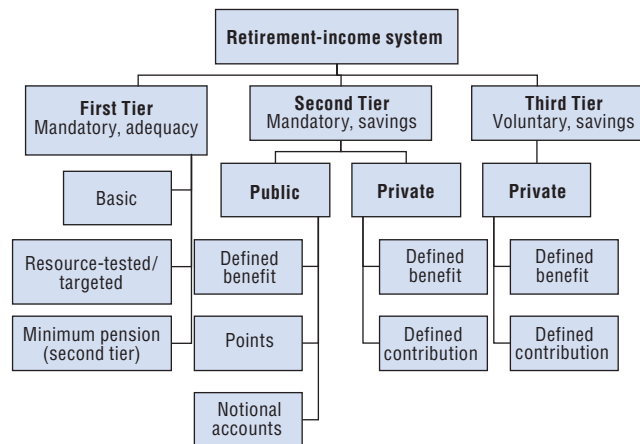 Retirement-income system
First Tier
Mandatory, adequacy
Second Tier
Mandatory, savings
Third Tier
Voluntary, savings
Basic
Resource-tested/
targeted
Minimum pension
(second tier)
Public
Defined
benefit
Points
Notional
accounts
Private
Defined
benefit
Defined
contribution
Private
Defined
benefit
Defined
contribution